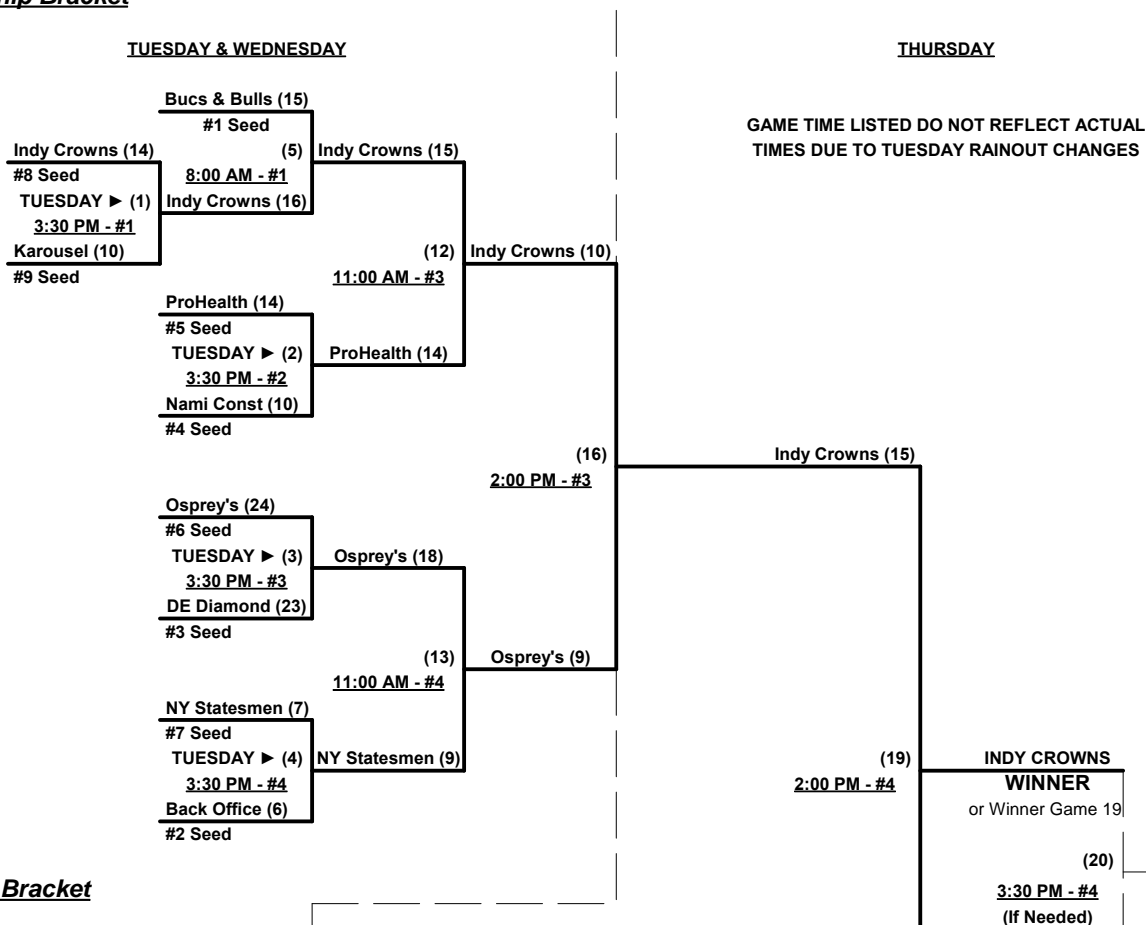 hip Bracket
TUESDAY & WEDNESDAY
THURSDAY
Bucs & Bulls (15)
#1 Seed
GAME TIME LISTED DO NOT REFLECT ACTUAL
TIMES DUE TO TUESDAY RAINOUT CHANGES
Indy Crowns (14)
(5)
Indy Crowns (15)
#8 Seed
8:00 AM - #1
TUESDAY ► (1)
Indy Crowns (16)
3:30 PM - #1
Karousel (10)
(12)
Indy Crowns (10)
#9 Seed
11:00 AM - #3
ProHealth (14)
#5 Seed
TUESDAY ► (2)
ProHealth (14)
3:30 PM - #2
Nami Const (10)
#4 Seed
(16)
Indy Crowns (15)
2:00 PM - #3
Osprey's (24)
#6 Seed
TUESDAY ► (3)
Osprey's (18)
3:30 PM - #3
DE Diamond (23)
#3 Seed
(13)
Osprey's (9)
11:00 AM - #4
NY Statesmen (7)
#7 Seed
TUESDAY ► (4)
NY Statesmen (9)
(19)
INDY CROWNS
3:30 PM - #4
2:00 PM - #4
WINNER
Back Office (6)
or Winner Game 19
#2 Seed
(20)
Bracket
3:30 PM - #4
(If Needed)